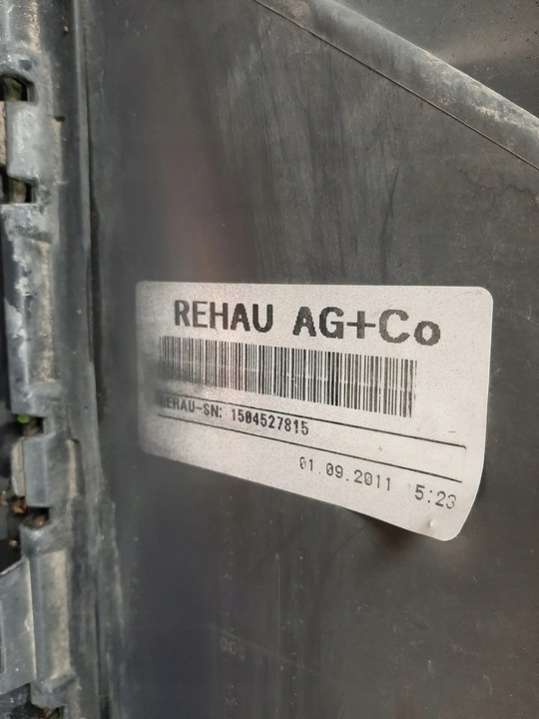 REHAU AG+Co
REHAU-SN: 1504527815
01.09.2011 5:23